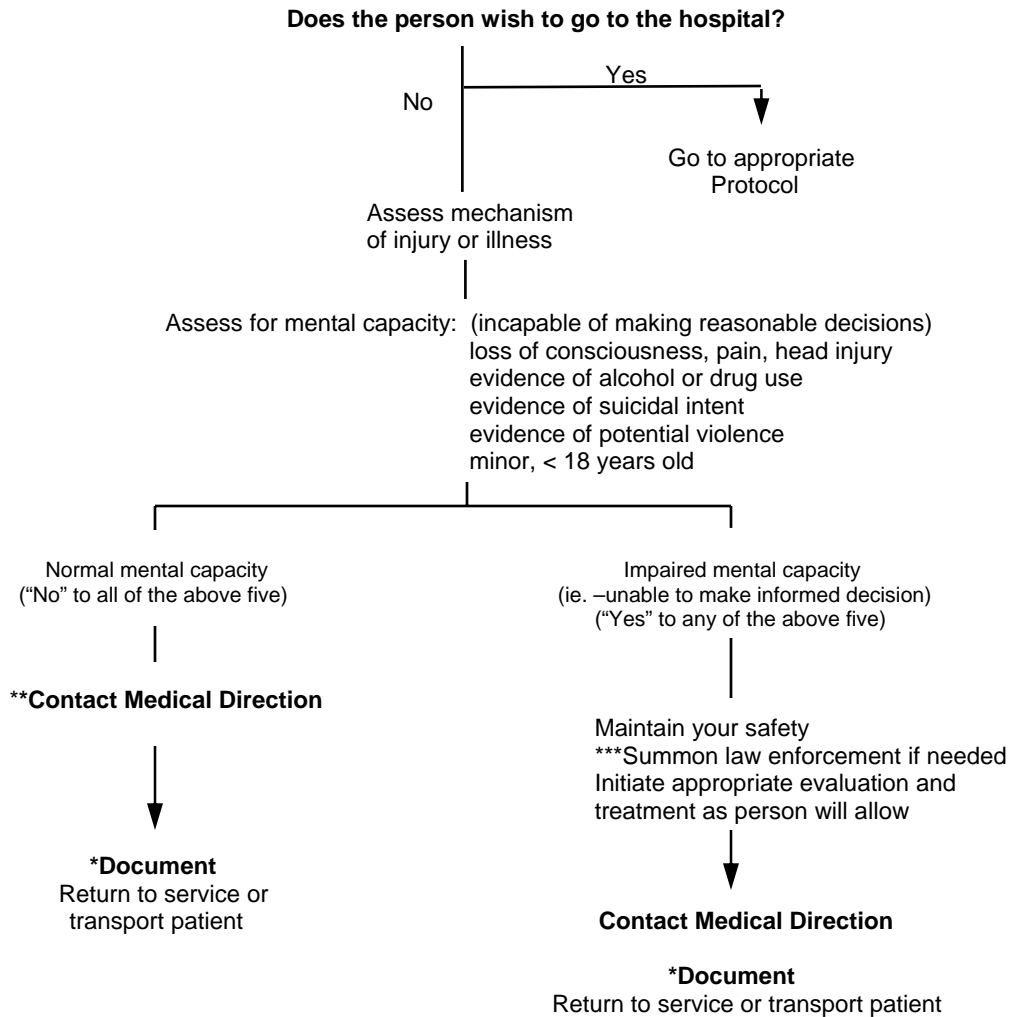 Does the person wish to go to the hospital?
Yes
No
Go to appropriate
Protocol
Assess mechanism
of injury or illness
Assess for mental capacity: (incapable of making reasonable decisions)
loss of consciousness, pain, head injury
evidence of alcohol or drug use
evidence of suicidal intent
evidence of potential violence
minor, < 18 years old
Normal mental capacity
(“No” to all of the above five)
**Contact Medical Direction
*Document
Return to service or
transport patient
Impaired mental capacity
(ie. –unable to make informed decision)
(“Yes” to any of the above five)
Maintain your safety
***Summon law enforcement if needed
Initiate appropriate evaluation and
treatment as person will allow
Contact Medical Direction
*Document
Return to service or transport patient